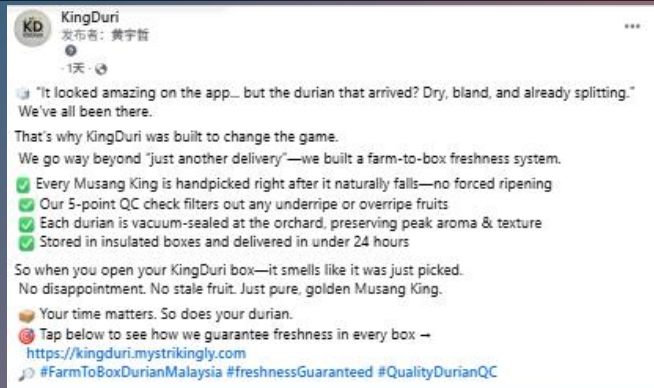 KD
KingDuri
发布者：黄宇哲
·1天·
"It looked amazing on the app... but the durian that arrived? Dry, bland, and already splitting."
We've all been there.
That's why KingDuri was built to change the game.
We go way beyond "just another delivery"—we built a farm-to-box freshness system.
✅ Every Musang King is handpicked right after it naturally falls—no forced ripening
✅ Our 5-point QC check filters out any underripe or overripe fruits
✅ Each durian is vacuum-sealed at the orchard, preserving peak aroma & texture
✅ Stored in insulated boxes and delivered in under 24 hours
So when you open your KingDuri box—it smells like it was just picked.
No disappointment. No stale fruit. Just pure, golden Musang King.
📦 Your time matters. So does your durian.
🎯 Tap below to see how we guarantee freshness in every box →
https://kingduri.mystrikingly.com
🔎 #FarmToBoxDurianMalaysia #freshnessGuaranteed #QualityDurianQC